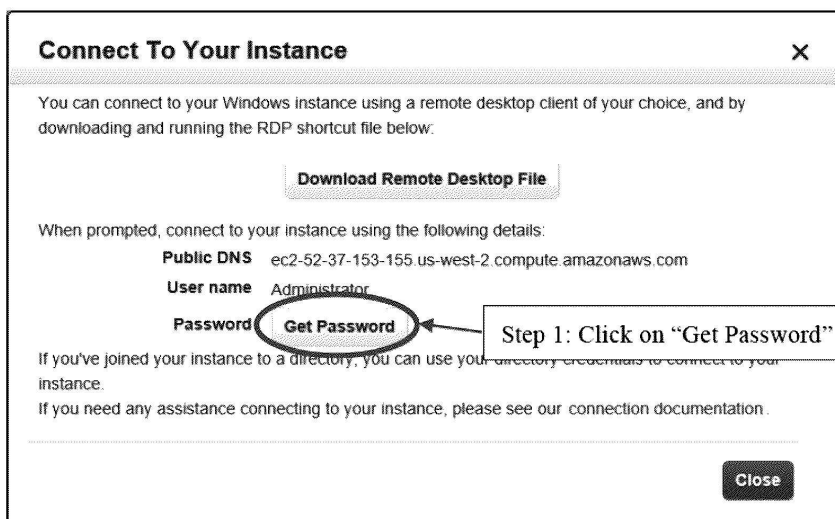 Connect To Your Instance
You can connect to your Windows instance using a remote desktop client of your choice, and by
downloading and running the RDP shortcut file below:
Download Remote Desktop File
When prompted, connect to your instance using the following details:
Public DNS ec2-52-37-153-155.us-west-2.compute.amazonaws.com
User name Administrator
Password Get Password
Step 1: Click on “Get Password”
If you've joined your instance to a directory, you can use your directory credentials to connect to your
instance.
If you need any assistance connecting to your instance, please see our connection documentation.
Close